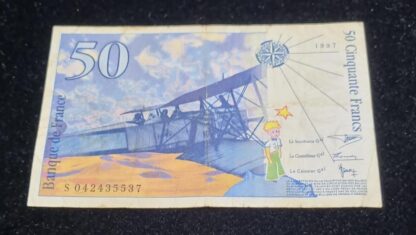 50
1997
50 Cinquante Francs
Banque de France
Le Secrétaire Gal
Le Contrôleur Gal
Le Caissier Gal
S 042435537